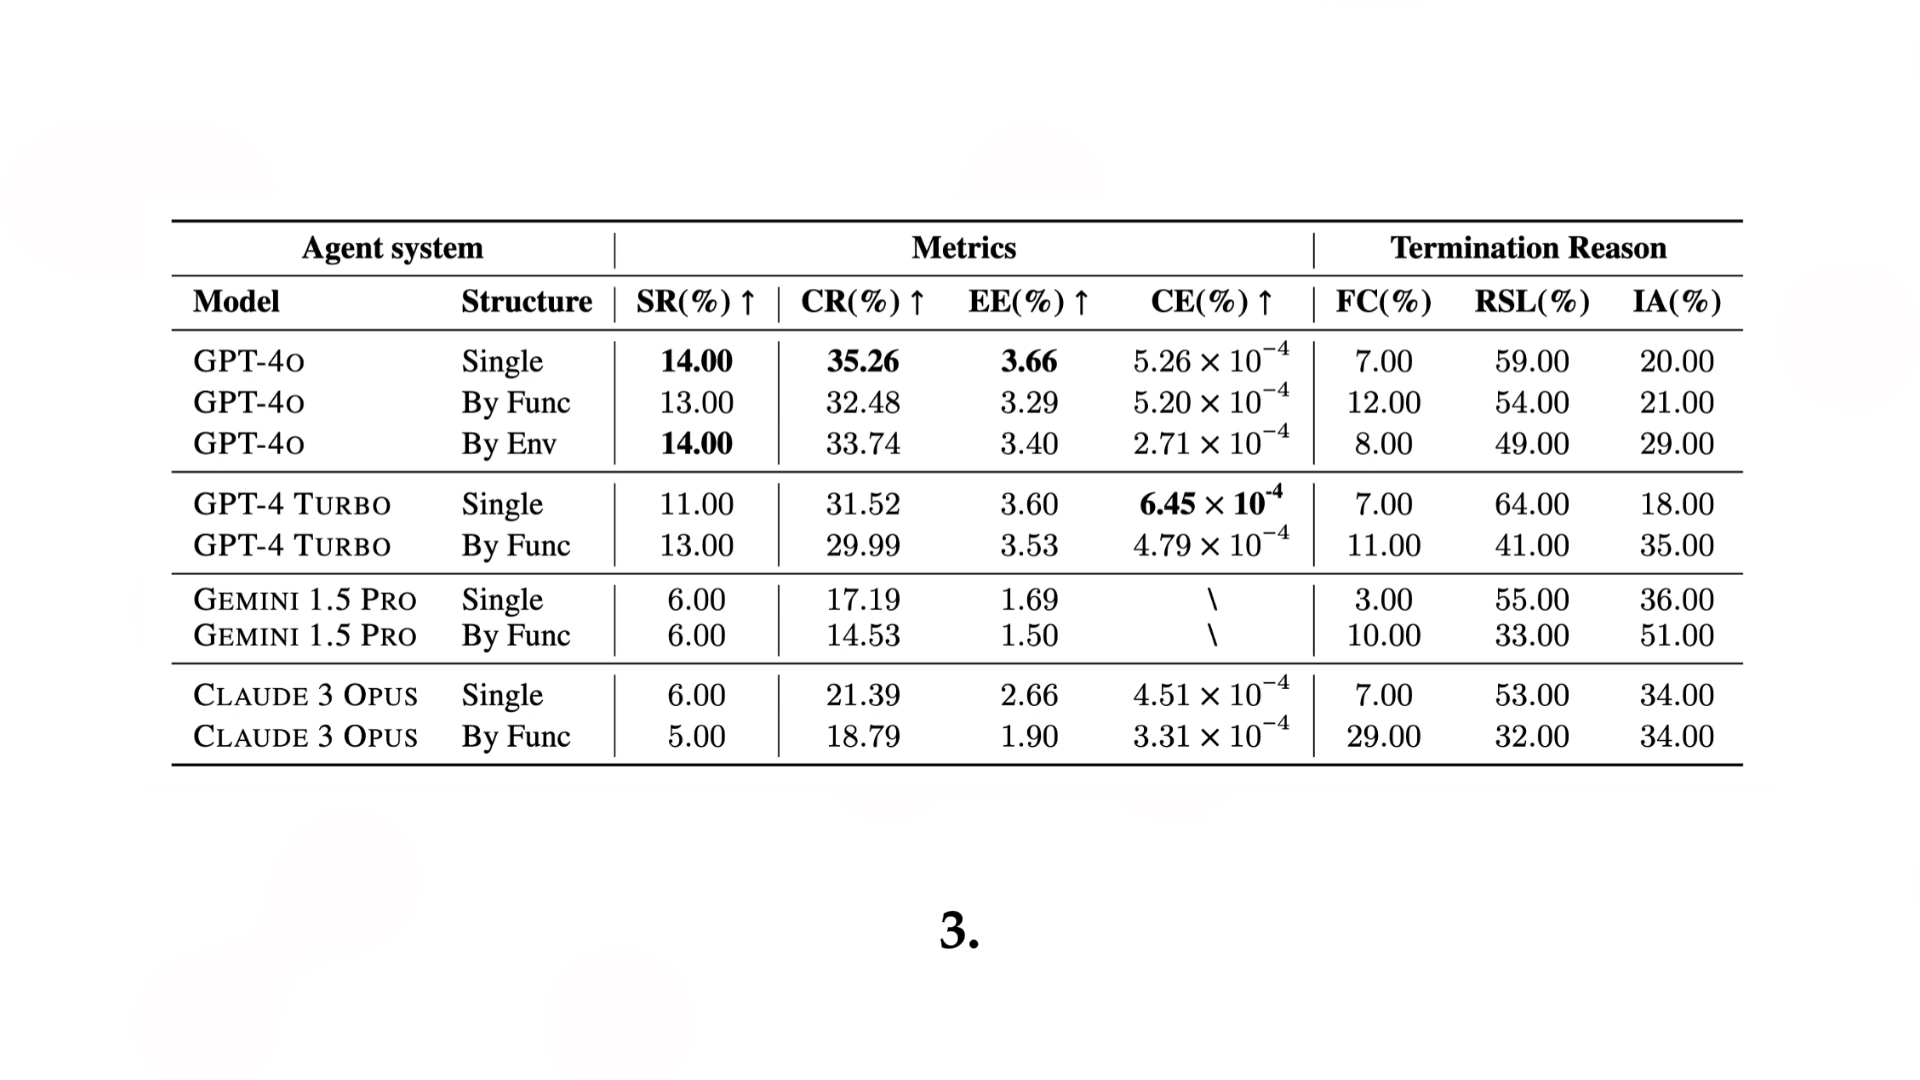 Agent system Metrics Termination Reason
Model Structure SR(%) ↑ CR(%) ↑ EE(%) ↑ CE(%) ↑ FC(%) RSL(%) IA(%)
GPT-4O Single 14.00 35.26 3.66 5.26 × 10⁻⁴ 7.00 59.00 20.00
GPT-4O By Func 13.00 32.48 3.29 5.20 × 10⁻⁴ 12.00 54.00 21.00
GPT-4O By Env 14.00 33.74 3.40 2.71 × 10⁻⁴ 8.00 49.00 29.00
GPT-4 TURBO Single 11.00 31.52 3.60 6.45 × 10⁻⁴ 7.00 64.00 18.00
GPT-4 TURBO By Func 13.00 29.99 3.53 4.79 × 10⁻⁴ 11.00 41.00 35.00
GEMINI 1.5 PRO Single 6.00 17.19 1.69 \ 3.00 55.00 36.00
GEMINI 1.5 PRO By Func 6.00 14.53 1.50 \ 10.00 33.00 51.00
CLAUDE 3 OPUS Single 6.00 21.39 2.66 4.51 × 10⁻⁴ 7.00 53.00 34.00
CLAUDE 3 OPUS By Func 5.00 18.79 1.90 3.31 × 10⁻⁴ 29.00 32.00 34.00
3.